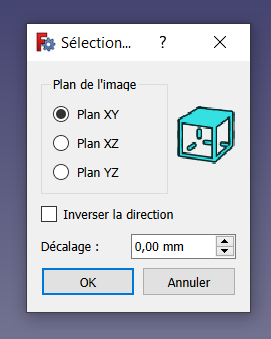 Sélection... ?
Plan de l'image
Plan XY
Plan XZ
Plan YZ
Inverser la direction
Décalage : 0,00 mm
OK Annuler